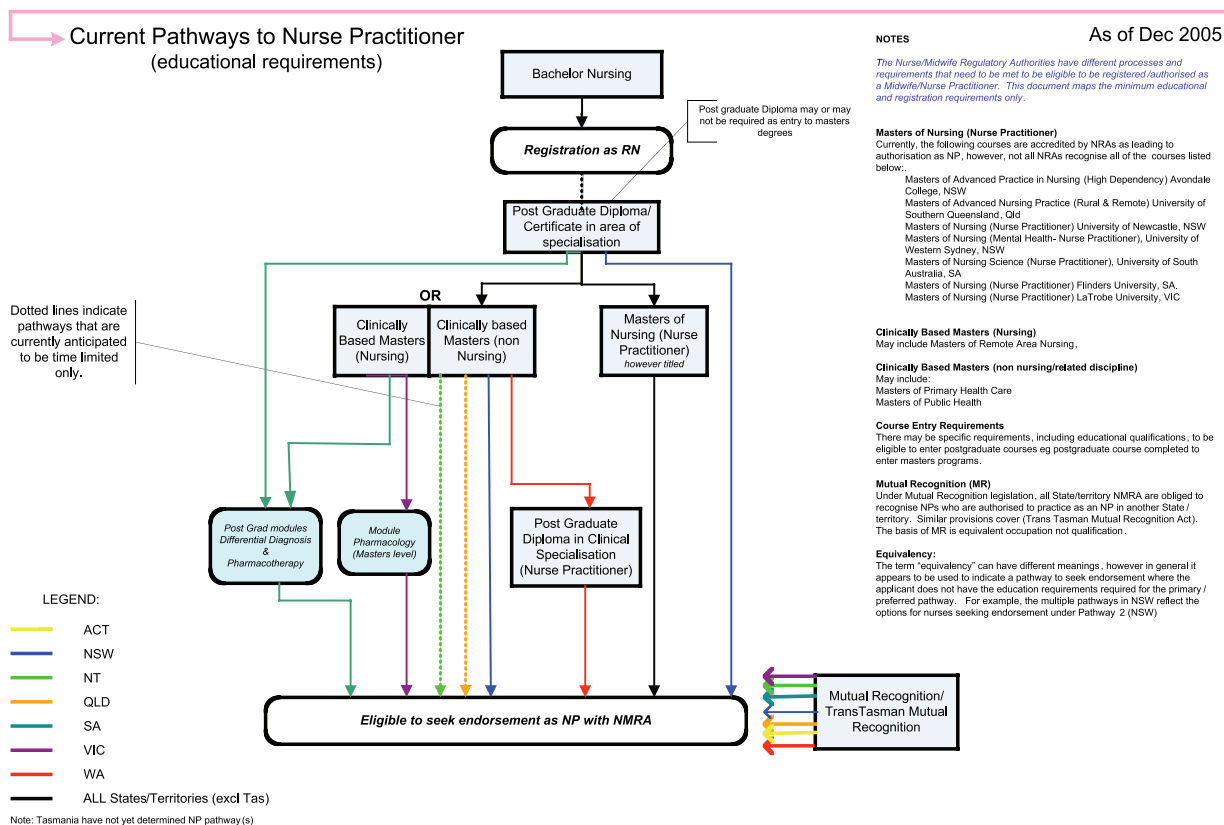 Current Pathways to Nurse Practitioner
(educational requirements)
As of Dec 2005
Bachelor Nursing
Post graduate Diploma may or may
not be required as entry to masters
degrees
Registration as RN
Post Graduate Diploma/
Certificate in area of
specialisation
Dotted lines indicate
pathways that are
currently anticipated
to be time limited
only.
OR
Clinically
Based Masters
(Nursing)
Clinically based
Masters (non
Nursing)
Masters of
Nursing (Nurse
Practitioner)
however titled
Post Grad modules
Differential Diagnosis
&
Pharmacotherapy
Module
Pharmacology
(Masters level)
Post Graduate
Diploma in Clinical
Specialisation
(Nurse Practitioner)
Eligible to seek endorsement as NP with NMRA
Mutual Recognition/
TransTasman Mutual
Recognition
LEGEND:
ACT
NSW
NT
QLD
SA
VIC
WA
ALL States/Territories (excl Tas)
Note: Tasmania have not yet determined NP pathway(s)
NOTES
The Nurse/Midwife Regulatory Authorities have different processes and
requirements that need to be met to be eligible to be registered/authorised as
a Midwife/Nurse Practitioner. This document maps the minimum educational
and registration requirements only.
Masters of Nursing (Nurse Practitioner)
Currently, the following courses are accredited by NRAs as leading to
authorisation as NP, however, not all NRAs recognise all of the courses listed
below:.
Masters of Advanced Practice in Nursing (High Dependency) Avondale
College, NSW
Masters of Advanced Nursing Practice (Rural & Remote) University of
Southern Queensland, Qld
Masters of Nursing (Nurse Practitioner) University of Newcastle, NSW
Masters of Nursing (Mental Health- Nurse Practitioner), University of
Western Sydney, NSW
Masters of Nursing Science (Nurse Practitioner), University of South
Australia, SA
Masters of Nursing (Nurse Practitioner) Flinders University, SA.
Masters of Nursing (Nurse Practitioner) LaTrobe University, VIC
Clinically Based Masters (Nursing)
May include Masters of Remote Area Nursing,
Clinically Based Masters (non nursing/related discipline)
May include:
Masters of Primary Health Care
Masters of Public Health
Course Entry Requirements
There may be specific requirements, including educational qualifications, to be
eligible to enter postgraduate courses eg postgraduate course completed to
enter masters programs.
Mutual Recognition (MR)
Under Mutual Recognition legislation, all State/territory NMRA are obliged to
recognise NPs who are authorised to practice as an NP in another State /
territory. Similar provisions cover (Trans Tasman Mutual Recognition Act).
The basis of MR is equivalent occupation not qualification.
Equivalency:
The term "equivalency" can have different meanings, however in general it
appears to be used to indicate a pathway to seek endorsement where the
applicant does not have the education requirements required for the primary /
preferred pathway. For example, the multiple pathways in NSW reflect the
options for nurses seeking endorsement under Pathway 2 (NSW)